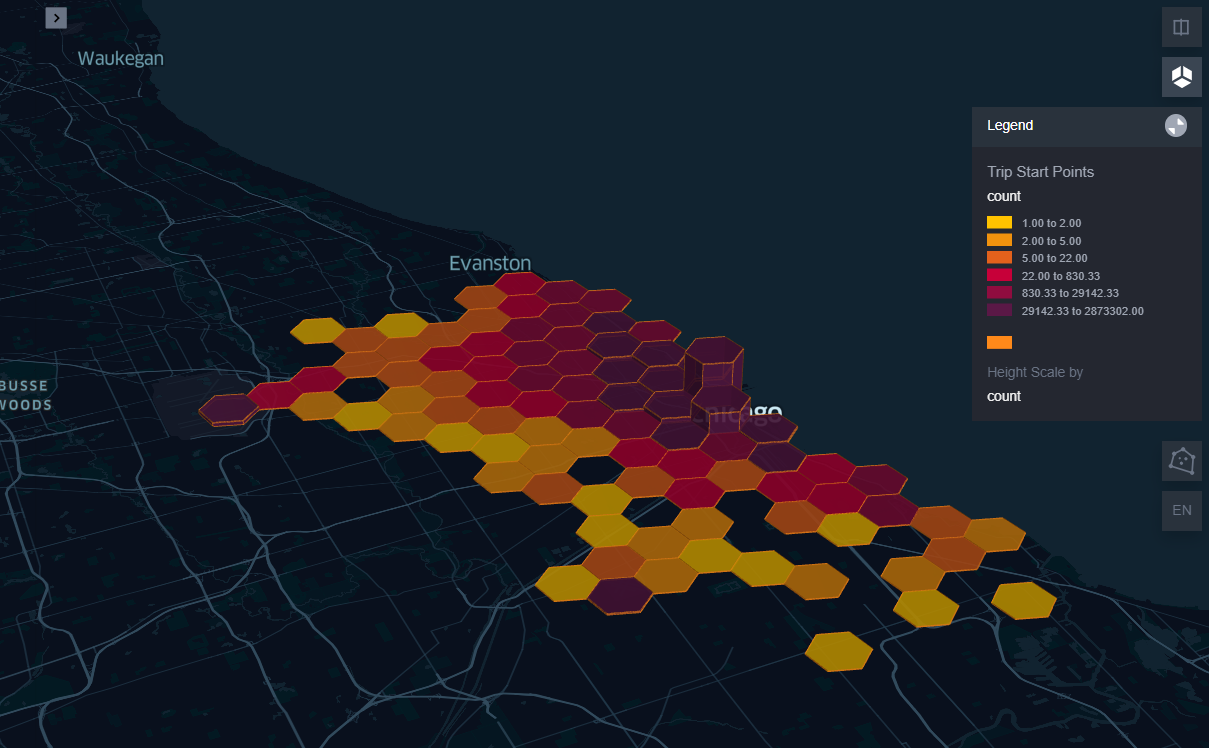 Waukegan
Evanston
BUSSE
WOODS
Chicago
Legend
Trip Start Points
count
1.00 to 2.00
2.00 to 5.00
5.00 to 22.00
22.00 to 830.33
830.33 to 29142.33
29142.33 to 2873302.00
Height Scale by
count
EN